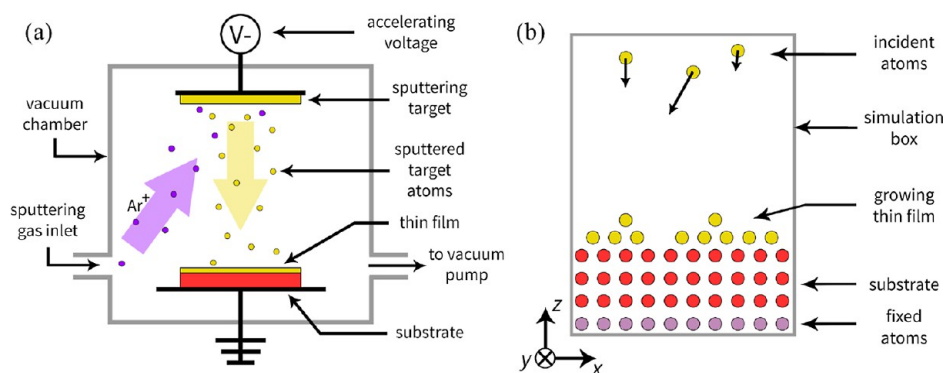 (a)
V-
accelerating
voltage
vacuum
chamber
sputtering
target
sputtered
target
atoms
Ar+
sputtering
gas inlet
thin film
to vacuum
pump
substrate
(b)
incident
atoms
simulation
box
growing
thin film
substrate
fixed
atoms
z
y
x